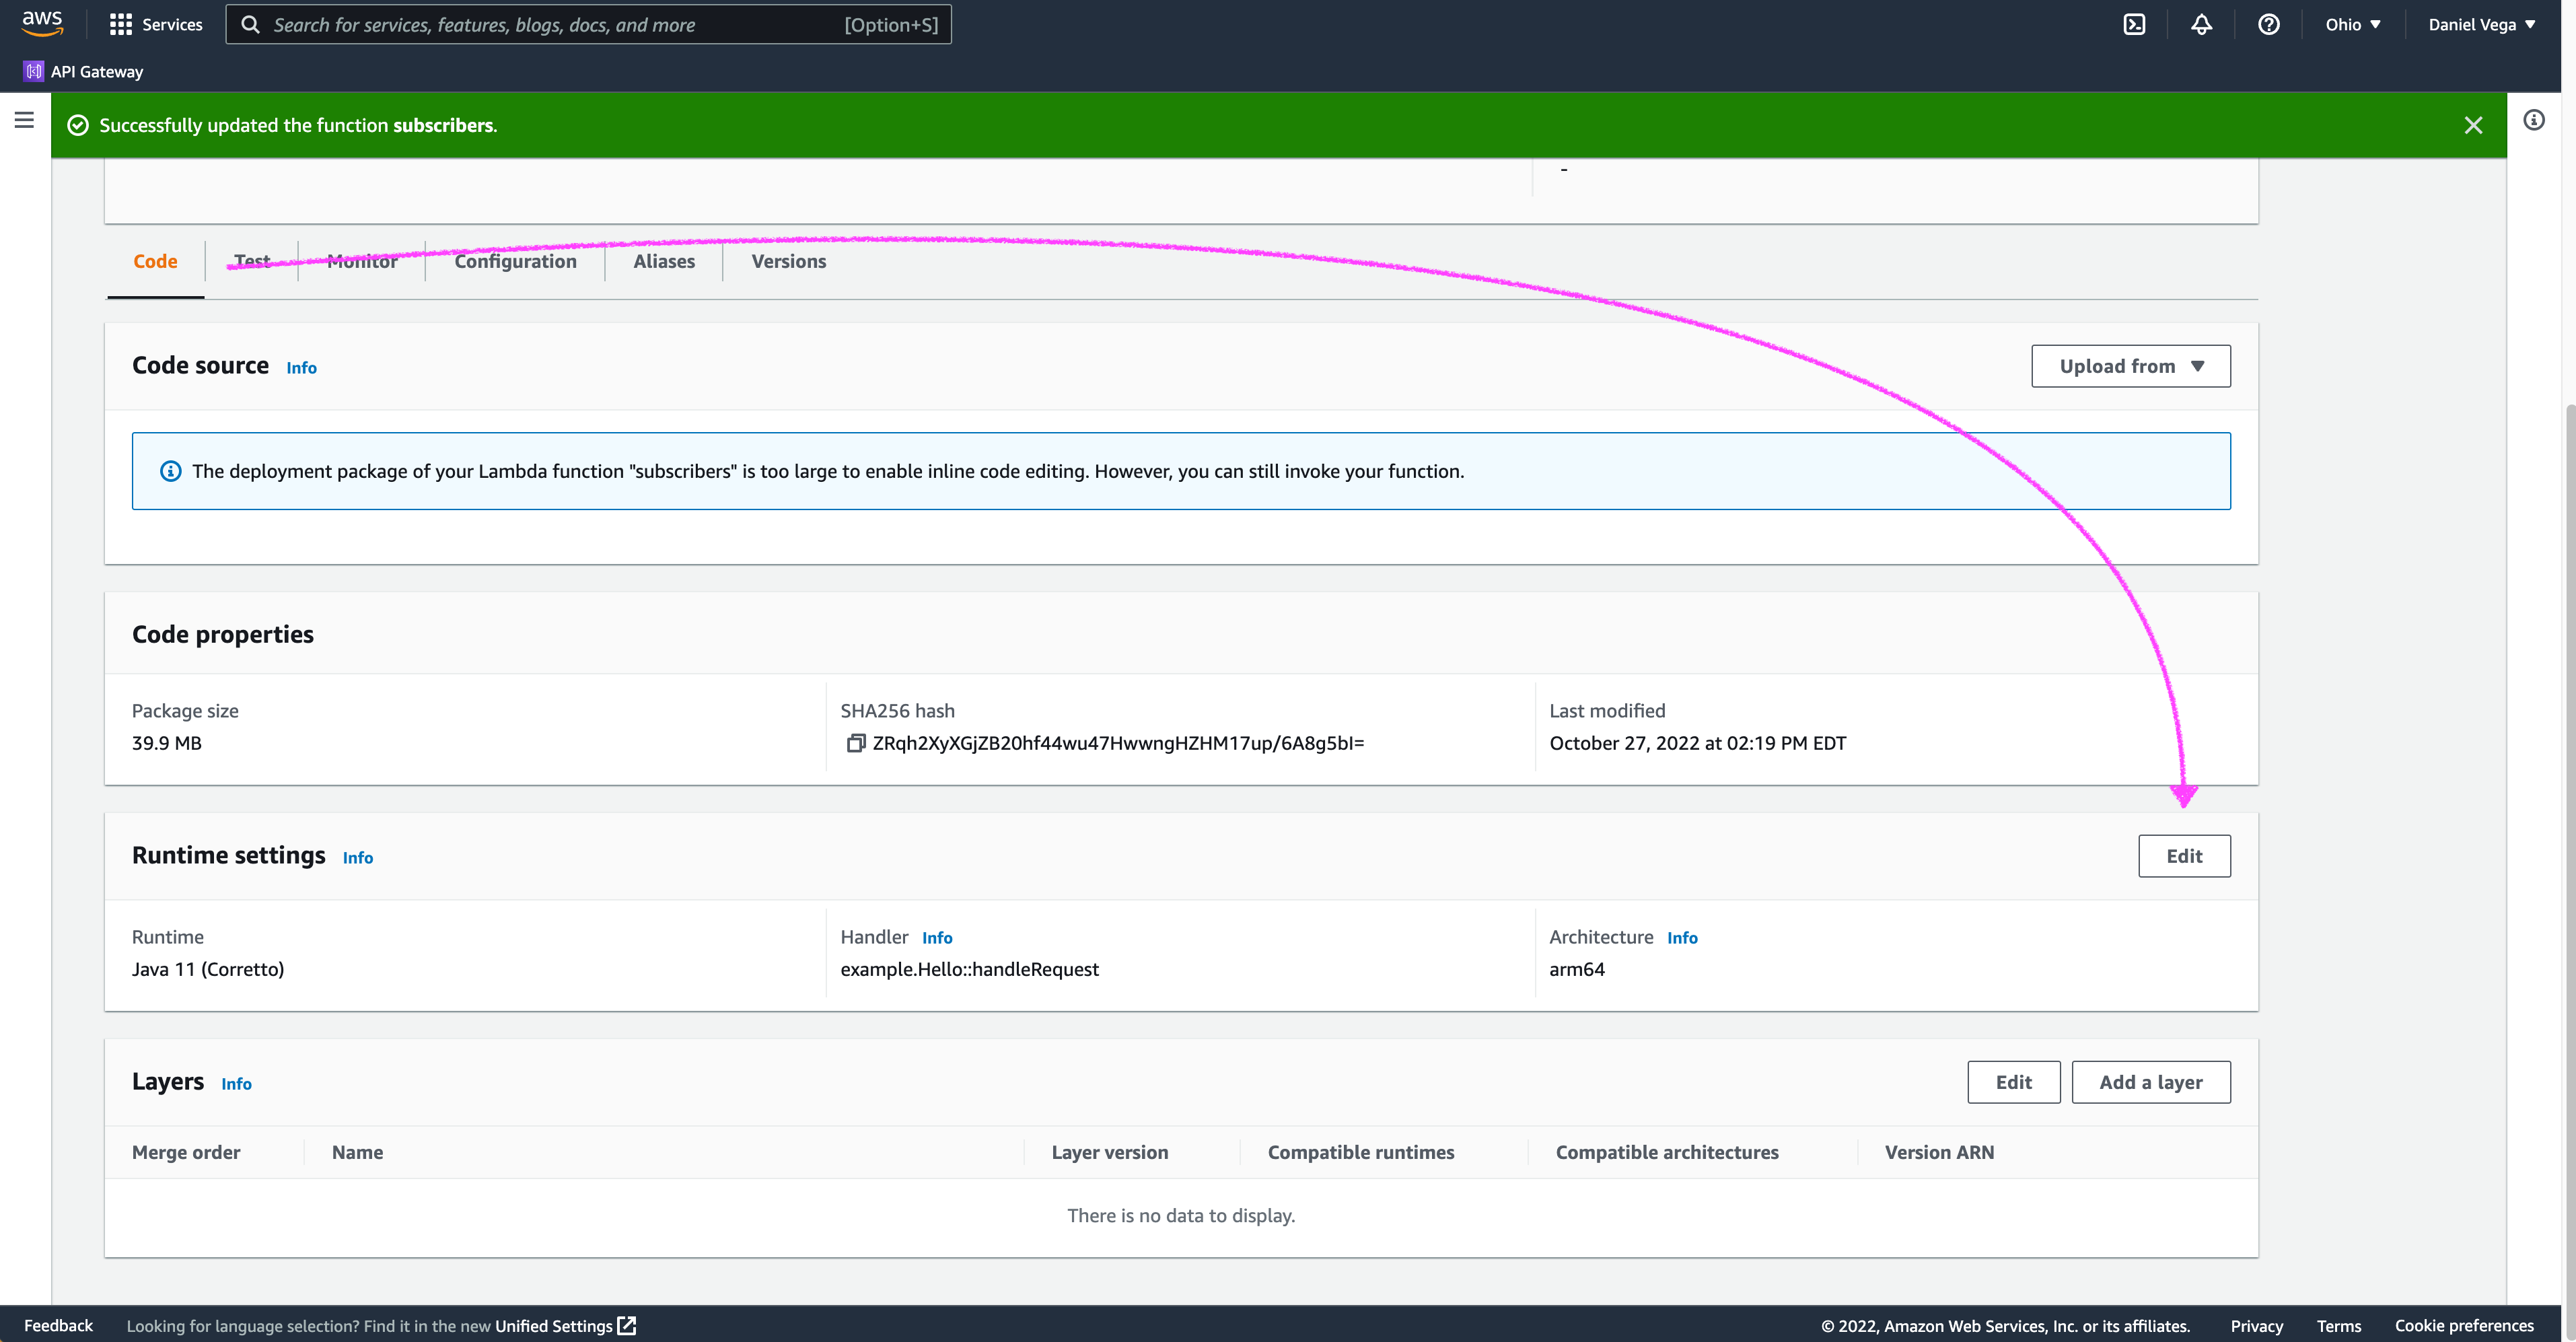 aws Services Search for services, features, blogs, docs, and more [Option+S] Ohio ▼ Daniel Vega ▼
API Gateway
Successfully updated the function subscribers.
-
Code Test Monitor Configuration Aliases Versions
Code source Info Upload from ▼
The deployment package of your Lambda function "subscribers" is too large to enable inline code editing. However, you can still invoke your function.
Code properties
Package size SHA256 hash Last modified
39.9 MB ZRqh2XyXGjZB20hf44wu47HwwngHZHM17up/6A8g5bI= October 27, 2022 at 02:19 PM EDT
Runtime settings Info Edit
Runtime Handler Info Architecture Info
Java 11 (Corretto) example.Hello::handleRequest arm64
Layers Info Edit Add a layer
Merge order Name Layer version Compatible runtimes Compatible architectures Version ARN
There is no data to display.
Feedback Looking for language selection? Find it in the new Unified Settings © 2022, Amazon Web Services, Inc. or its affiliates. Privacy Terms Cookie preferences